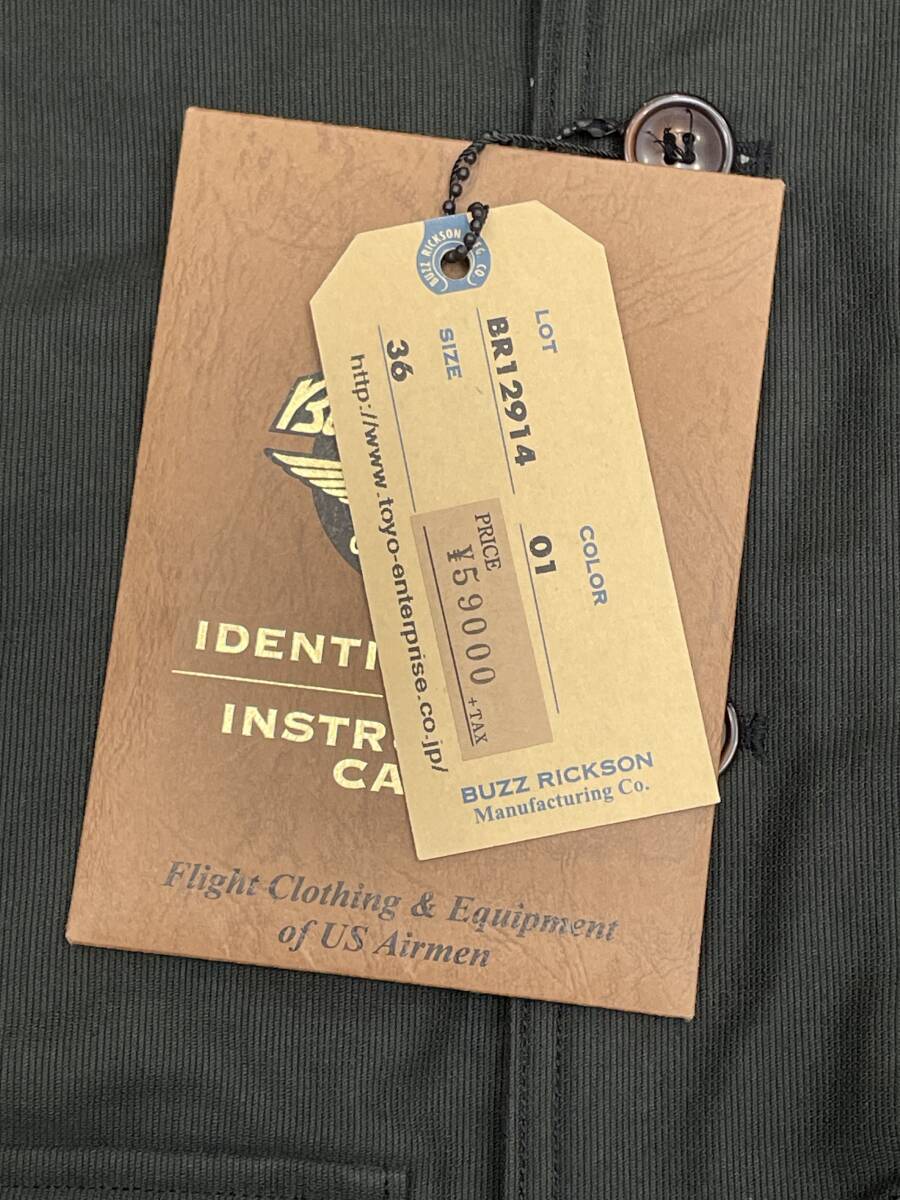 BUZZ RICKSON MFG CO
LOT
BR12914
COLOR
01
SIZE
36
PRICE
¥59000
+TAX
http://www.toyo-enterprise.co.jp/
BUZZ RICKSON
Manufacturing Co.
IDENTI
INSTR
CA
Flight Clothing & Equipment
of US Airmen